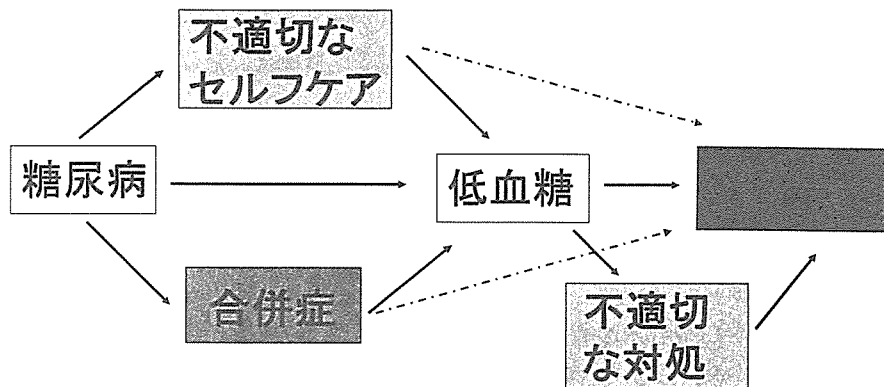 不適切な
セルフケア
糖尿病
低血糖
合併症
不適切
な対処